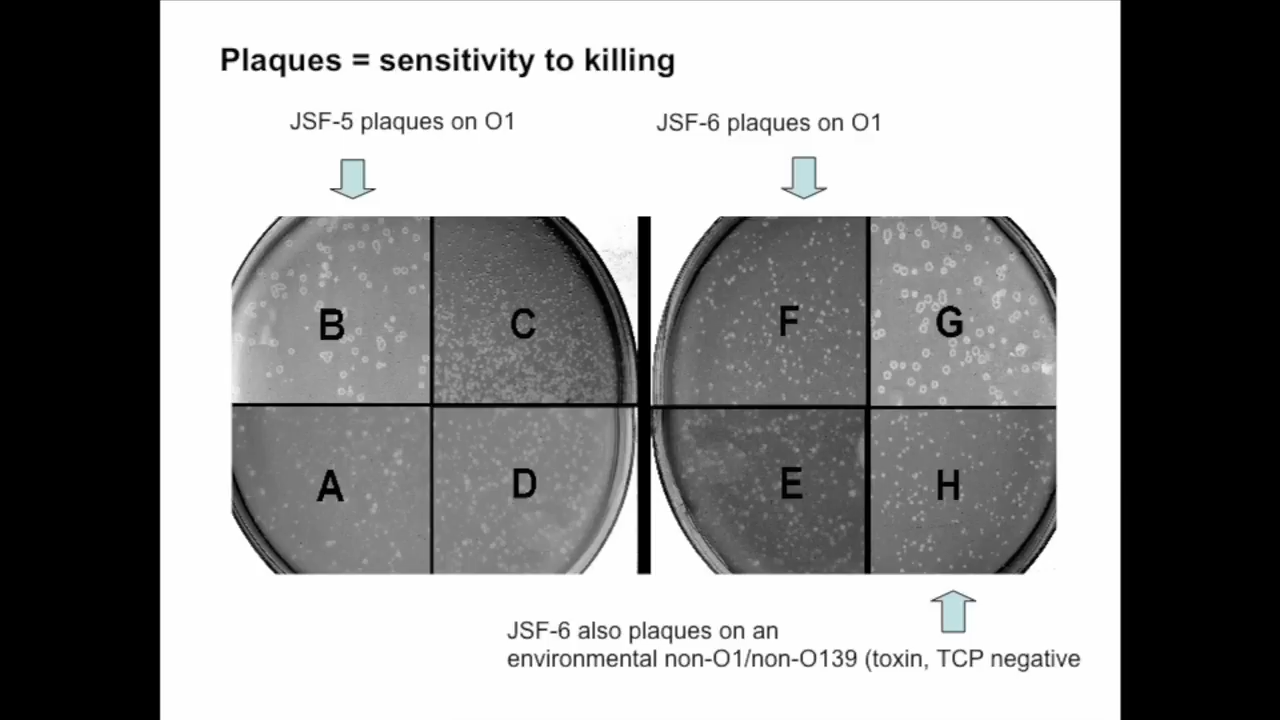 Plaques = sensitivity to killing
JSF-5 plaques on O1
JSF-6 plaques on O1
B
C
F
G
A
D
E
H
JSF-6 also plaques on an
environmental non-O1/non-O139 (toxin, TCP negative